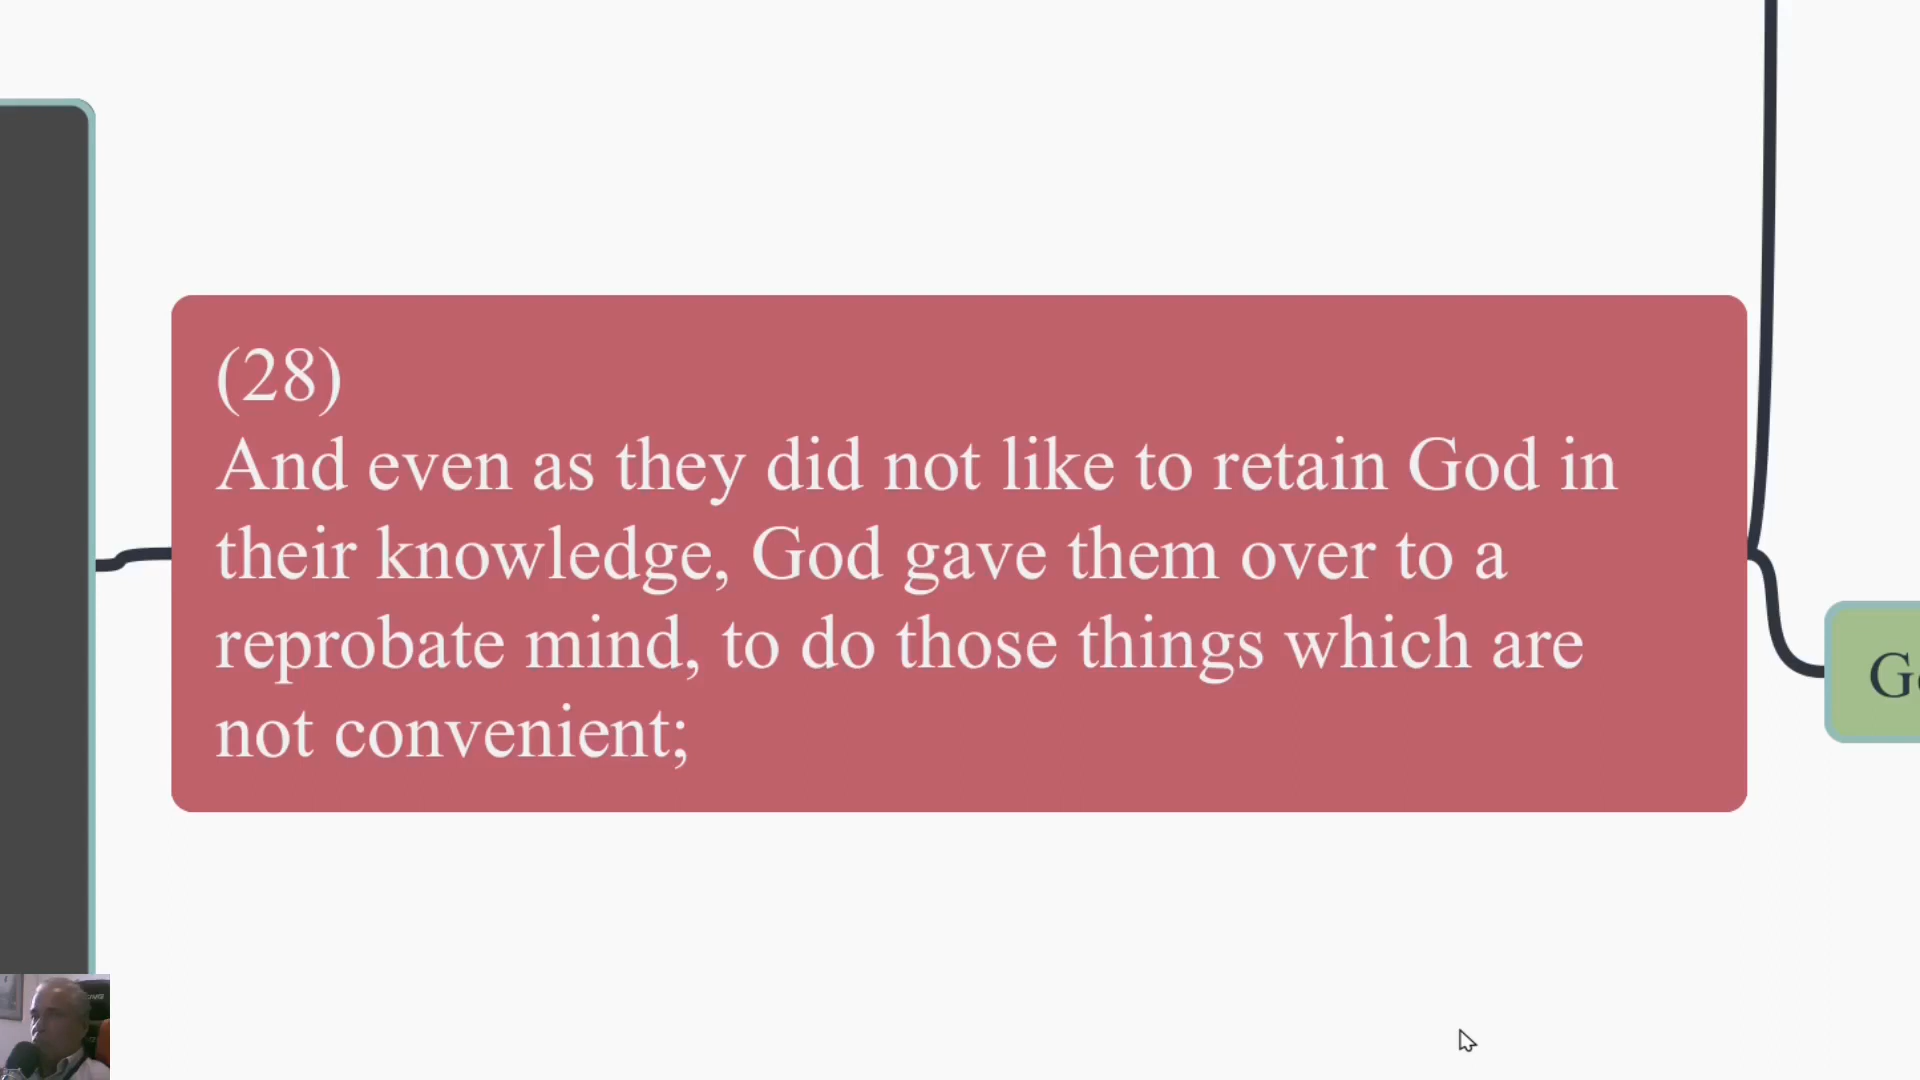 (28)
And even as they did not like to retain God in
their knowledge, God gave them over to a
reprobate mind, to do those things which are
not convenient;